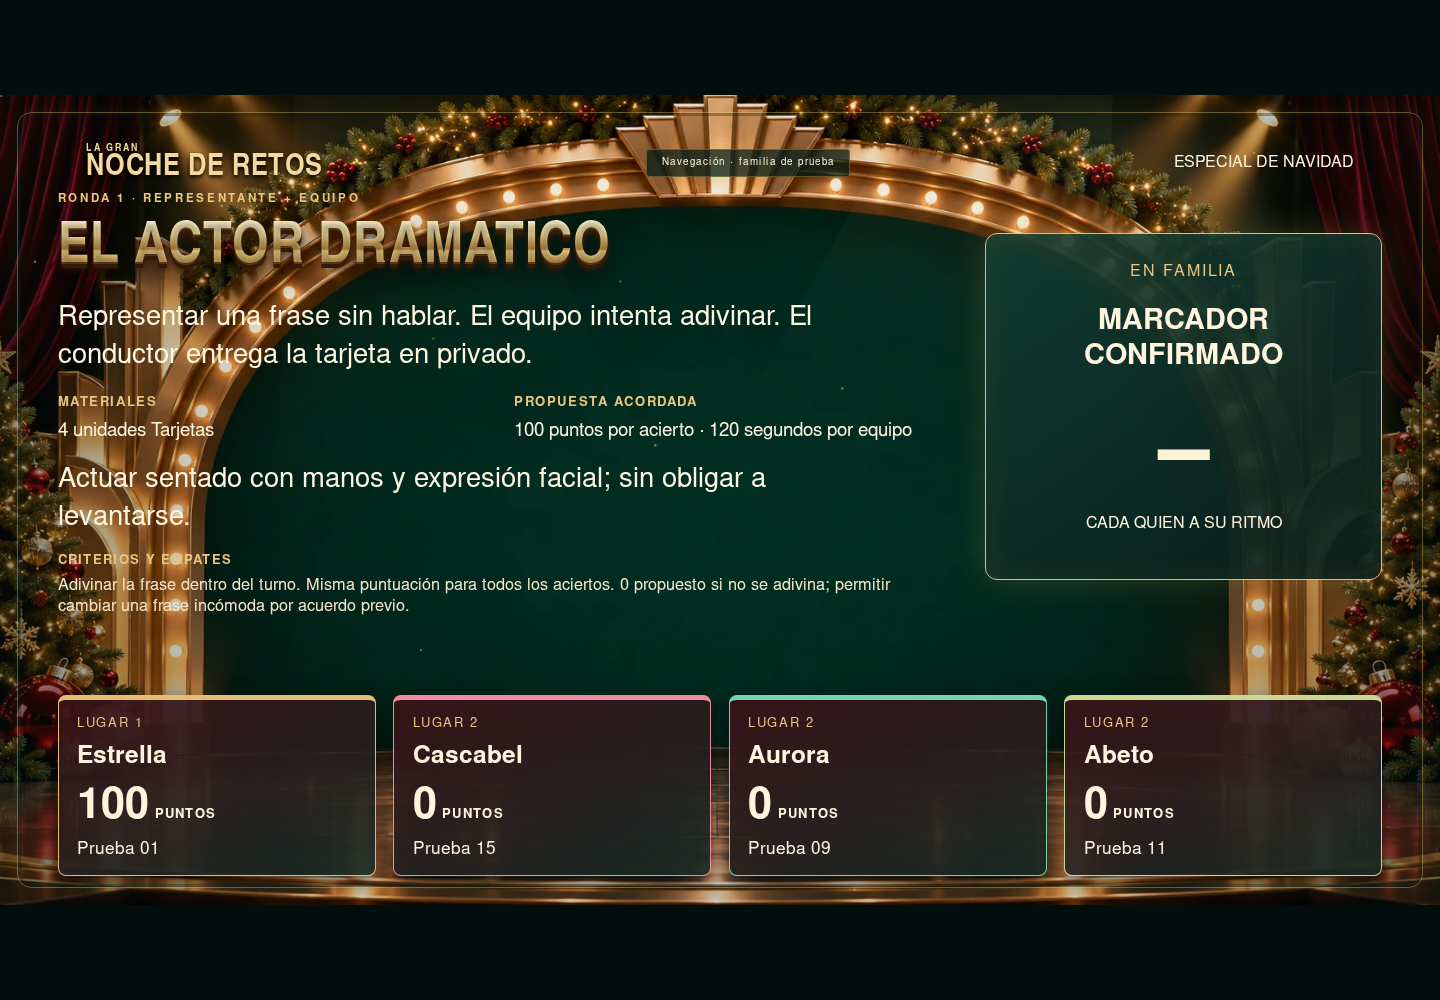 LA GRAN
NOCHE DE RETOS
Navegación · familia de prueba
ESPECIAL DE NAVIDAD
RONDA 1 · REPRESENTANTE + EQUIPO
EL ACTOR DRAMATICO
Representar una frase sin hablar. El equipo intenta adivinar. El
conductor entrega la tarjeta en privado.
MATERIALES
4 unidades Tarjetas
PROPUESTA ACORDADA
100 puntos por acierto · 120 segundos por equipo
Actuar sentado con manos y expresión facial; sin obligar a
levantarse.
CRITERIOS Y EMPATES
Adivinar la frase dentro del turno. Misma puntuación para todos los aciertos. 0 propuesto si no se adivina; permitir
cambiar una frase incómoda por acuerdo previo.
EN FAMILIA
MARCADOR
CONFIRMADO
—
CADA QUIEN A SU RITMO
LUGAR 1
Estrella
100 PUNTOS
Prueba 01
LUGAR 2
Cascabel
0 PUNTOS
Prueba 15
LUGAR 2
Aurora
0 PUNTOS
Prueba 09
LUGAR 2
Abeto
0 PUNTOS
Prueba 11